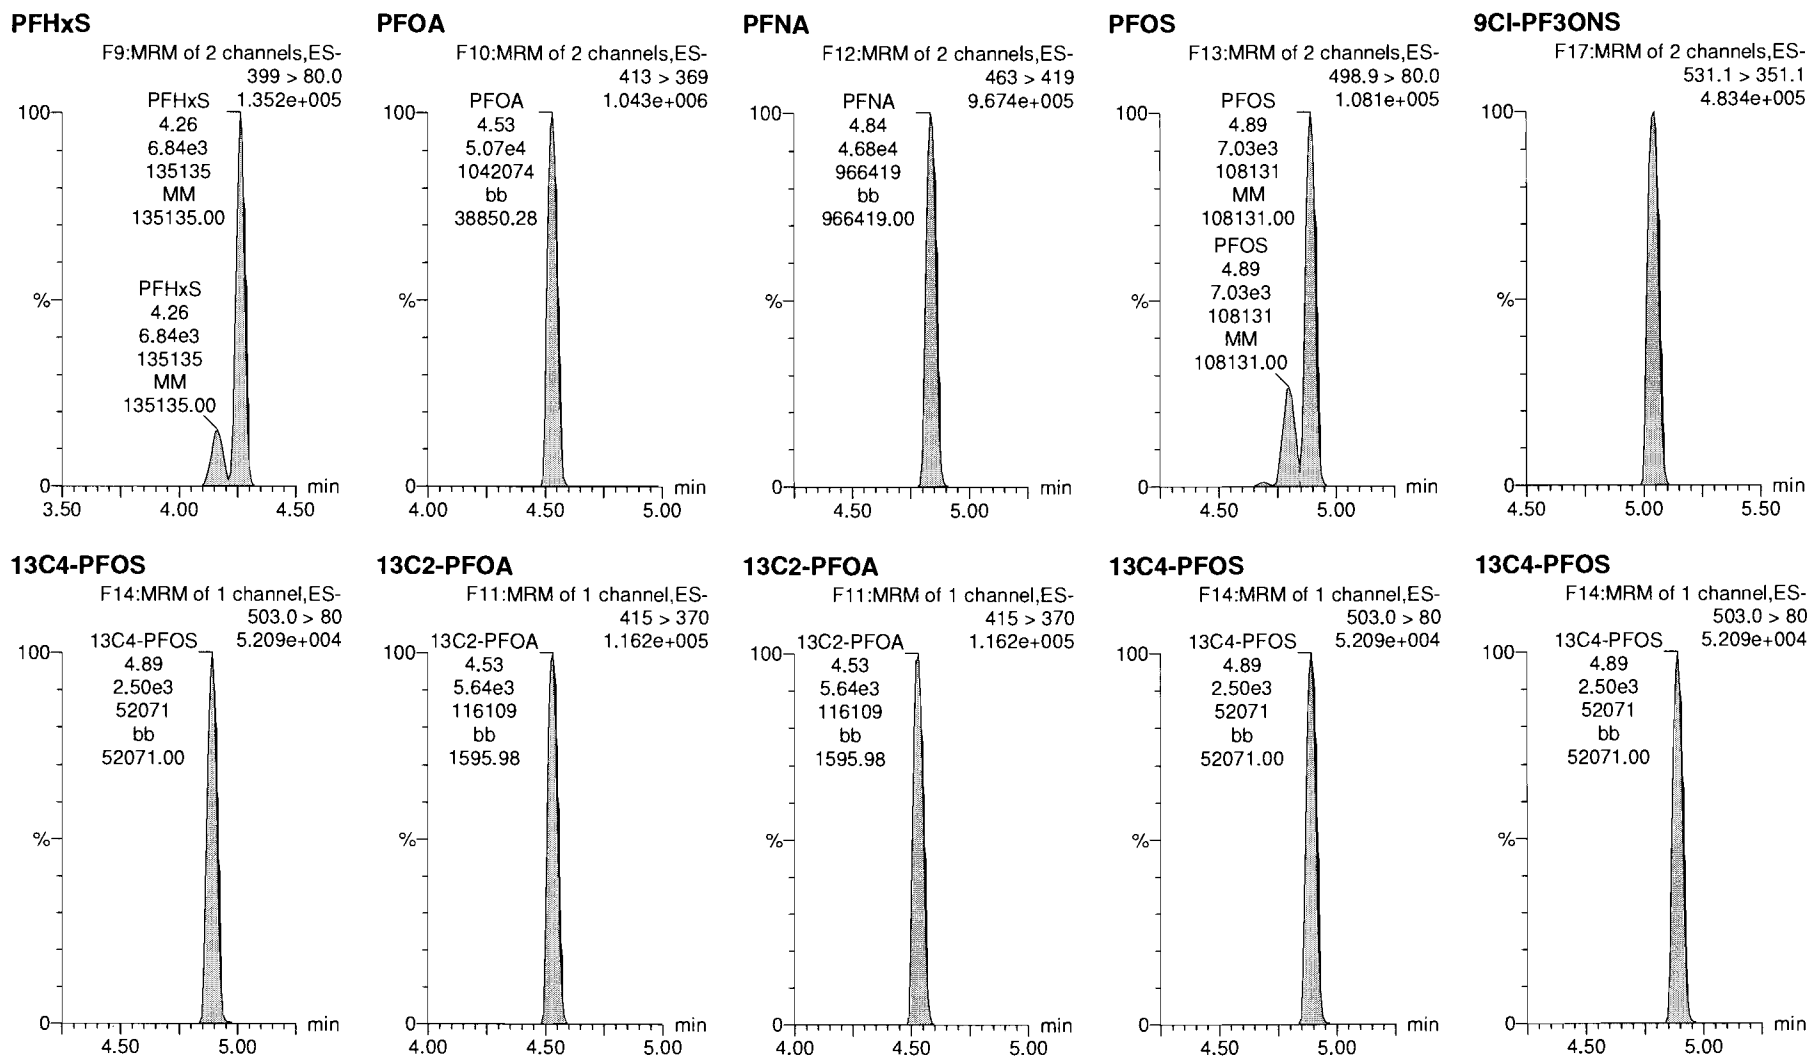 PFHxS
F9:MRM of 2 channels,ES-
399 > 80.0
1.352e+005
100
PFHxS
4.26
6.84e3
135135
MM
135135.00
PFHxS
4.26
6.84e3
135135
MM
135135.00
%
0
min
3.50
4.00
4.50
PFOA
F10:MRM of 2 channels,ES-
413 > 369
1.043e+006
100
PFOA
4.53
5.07e4
1042074
bb
38850.28
%
0
min
4.00
4.50
5.00
PFNA
F12:MRM of 2 channels,ES-
463 > 419
9.674e+005
100
PFNA
4.84
4.68e4
966419
bb
966419.00
%
0
min
4.50
5.00
PFOS
F13:MRM of 2 channels,ES-
498.9 > 80.0
1.081e+005
100
PFOS
4.89
7.03e3
108131
MM
108131.00
PFOS
4.89
7.03e3
108131
MM
108131.00
%
0
min
4.50
5.00
9Cl-PF3ONS
F17:MRM of 2 channels,ES-
531.1 > 351.1
4.834e+005
100
%
0
min
4.50
5.00
5.50
13C4-PFOS
F14:MRM of 1 channel,ES-
503.0 > 80
5.209e+004
100
13C4-PFOS
4.89
2.50e3
52071
bb
52071.00
%
0
min
4.50
5.00
13C2-PFOA
F11:MRM of 1 channel,ES-
415 > 370
1.162e+005
100
13C2-PFOA
4.53
5.64e3
116109
bb
1595.98
%
0
min
4.00
4.50
5.00
13C2-PFOA
F11:MRM of 1 channel,ES-
415 > 370
1.162e+005
100
13C2-PFOA
4.53
5.64e3
116109
bb
1595.98
%
0
min
4.00
4.50
5.00
13C4-PFOS
F14:MRM of 1 channel,ES-
503.0 > 80
5.209e+004
100
13C4-PFOS
4.89
2.50e3
52071
bb
52071.00
%
0
min
4.50
5.00
13C4-PFOS
F14:MRM of 1 channel,ES-
503.0 > 80
5.209e+004
100
13C4-PFOS
4.89
2.50e3
52071
bb
52071.00
%
0
min
4.50
5.00